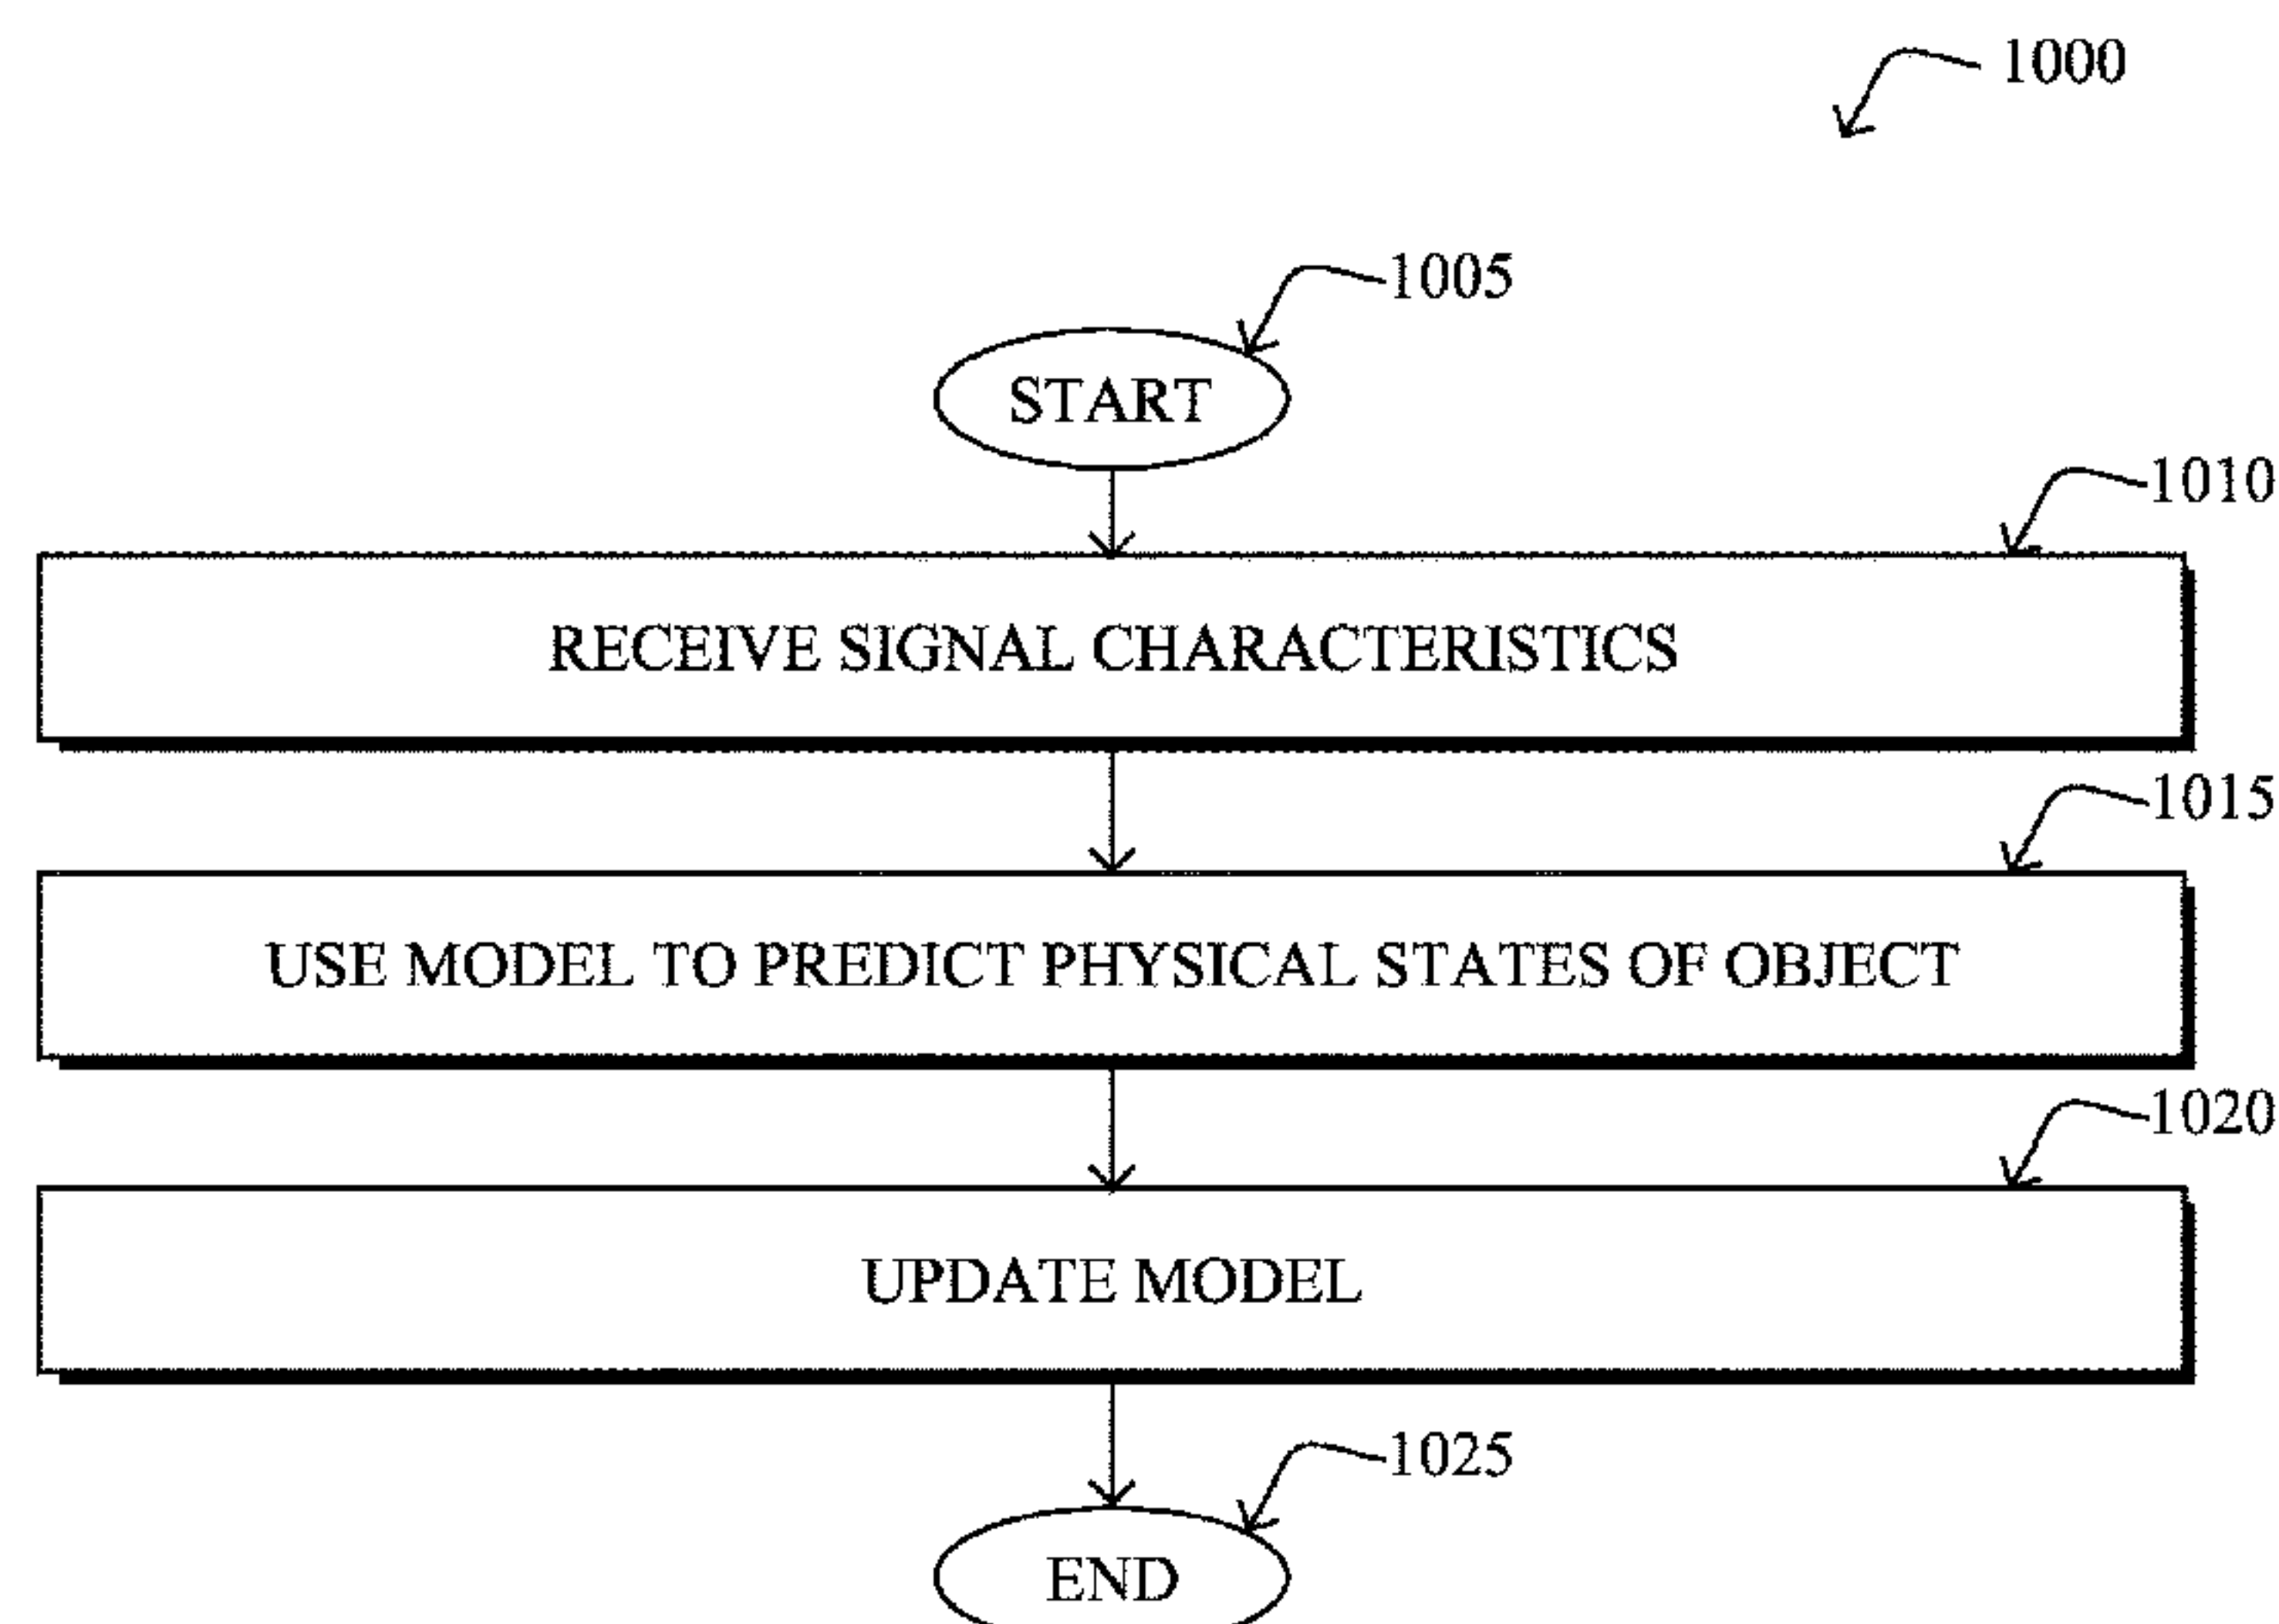 1000
1005
START
1010
RECEIVE SIGNAL CHARACTERISTICS
1015
USE MODEL TO PREDICT PHYSICAL STATES OF OBJECT
1020
UPDATE MODEL
1025
END